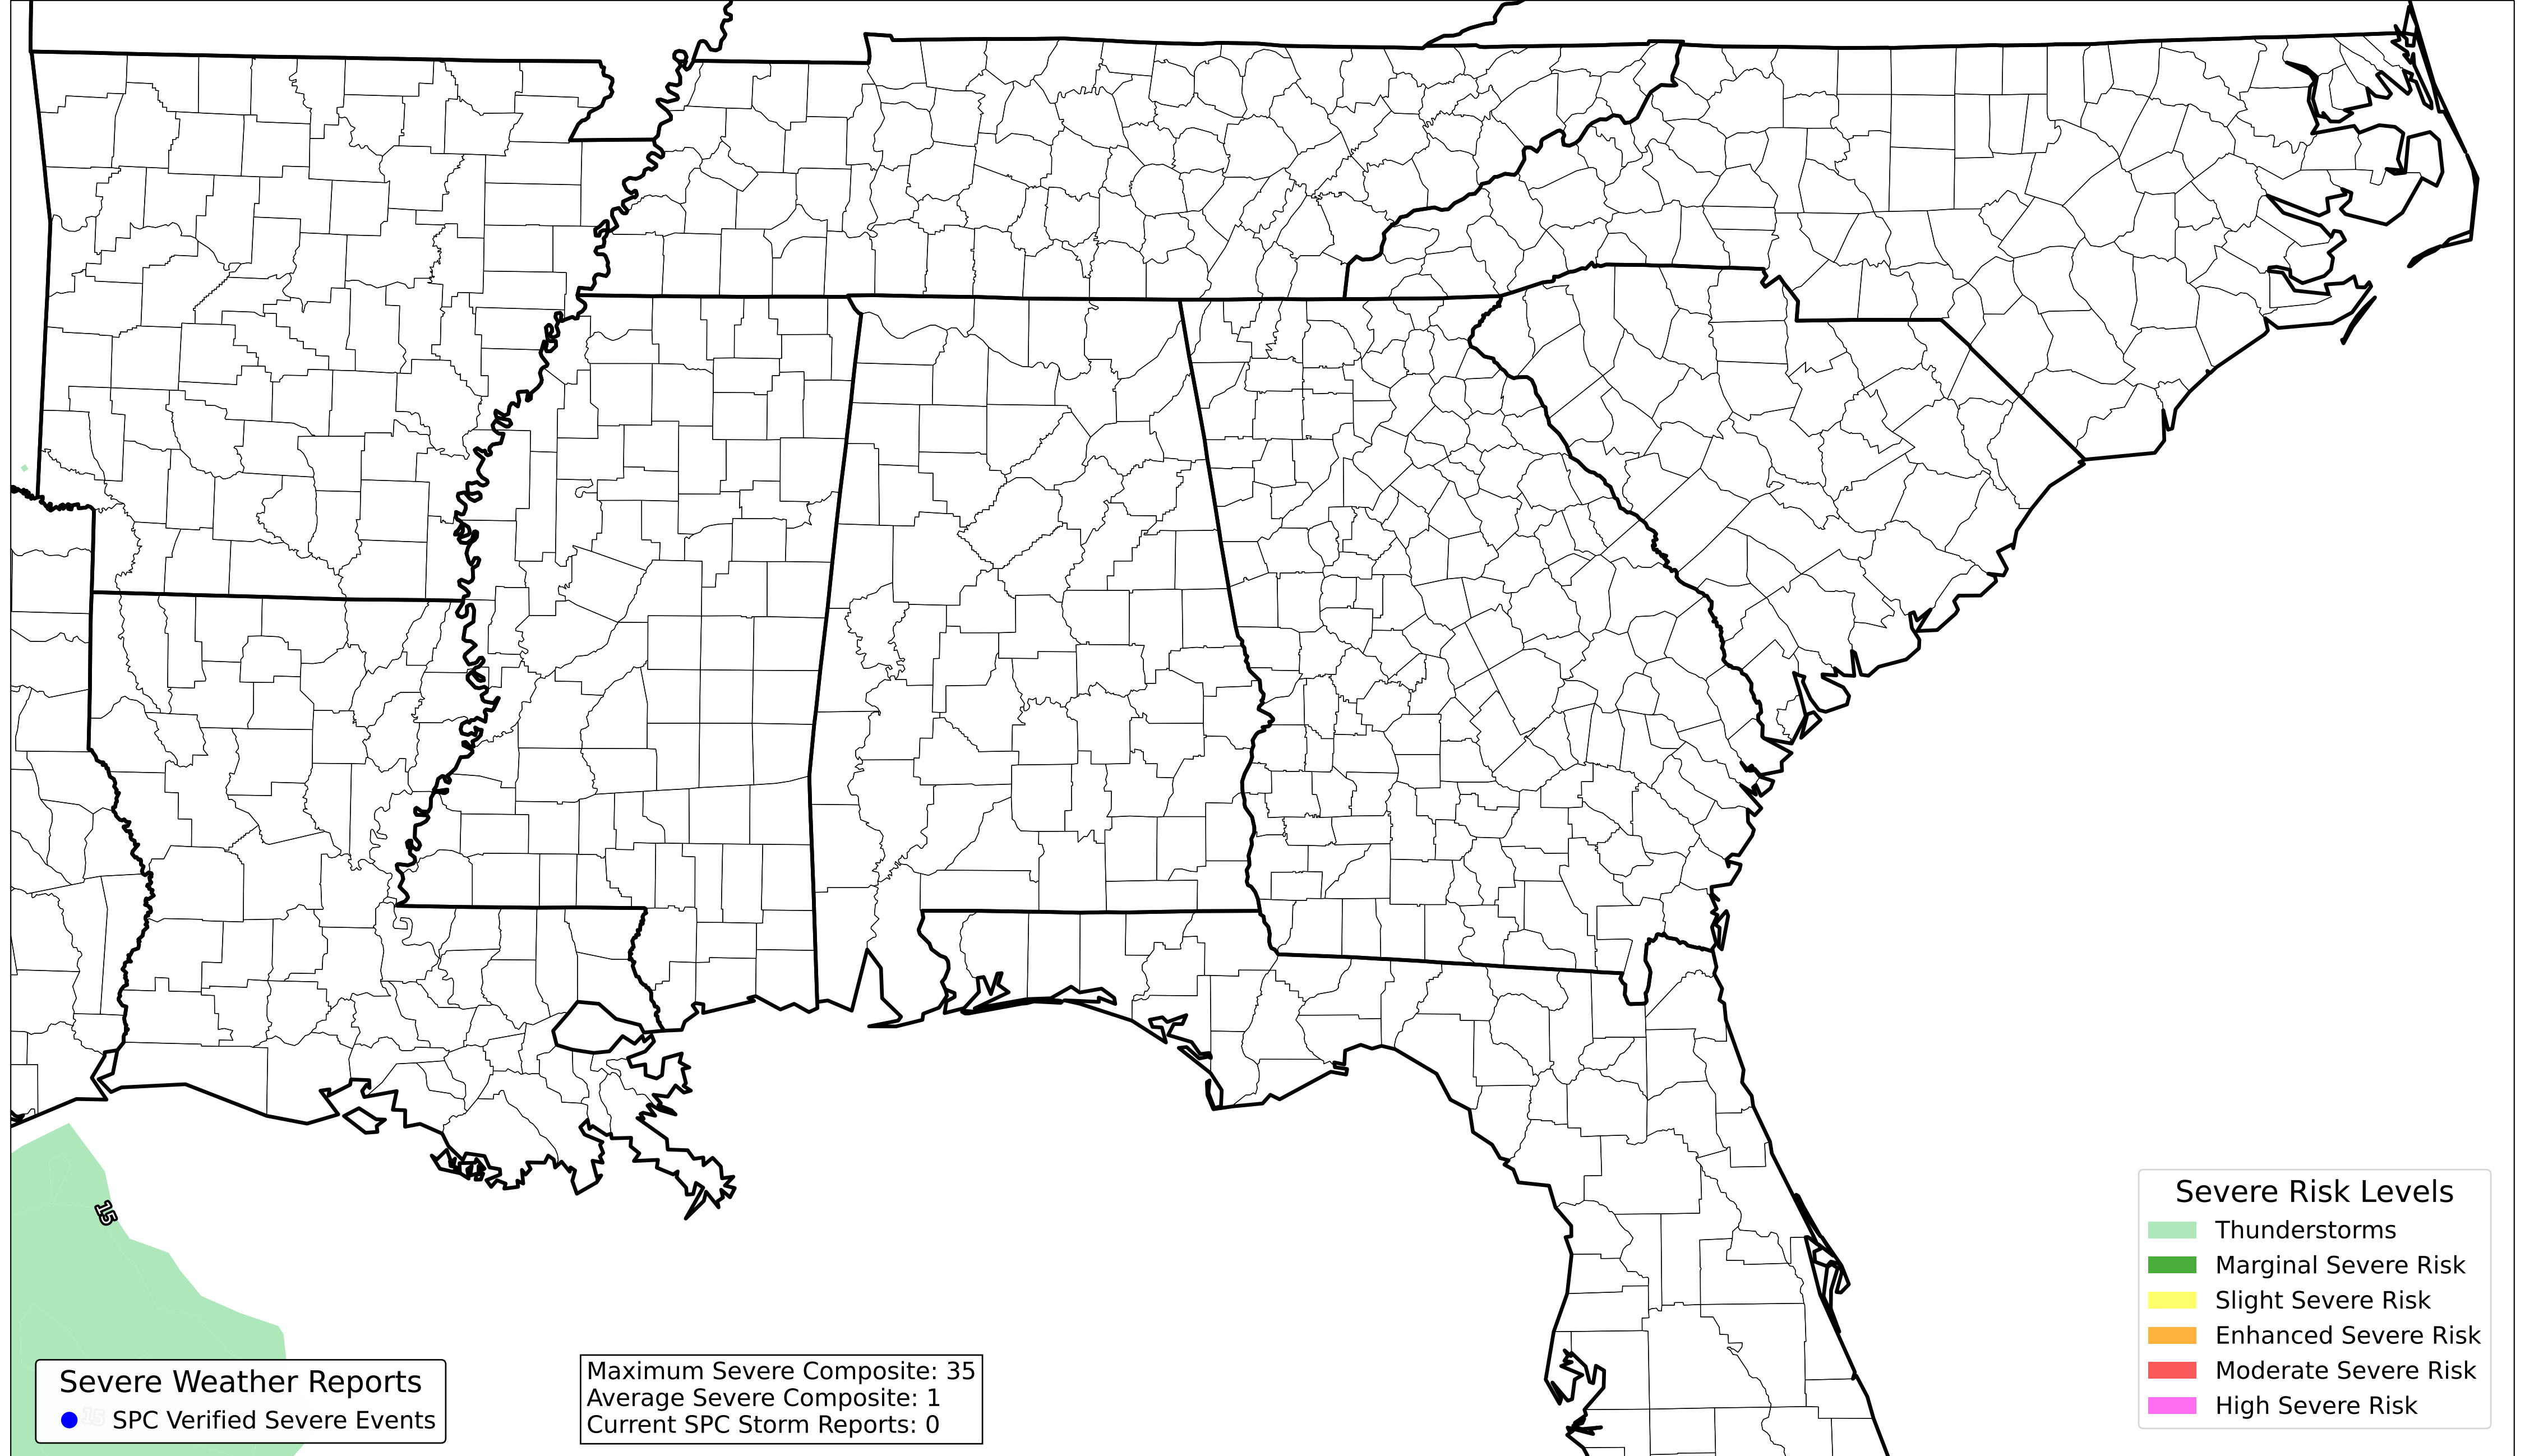 15
Severe Risk Levels
Thunderstorms
Marginal Severe Risk
Slight Severe Risk
Enhanced Severe Risk
Moderate Severe Risk
High Severe Risk
Severe Weather Reports
15 SPC Verified Severe Events
Maximum Severe Composite: 35
Average Severe Composite: 1
Current SPC Storm Reports: 0